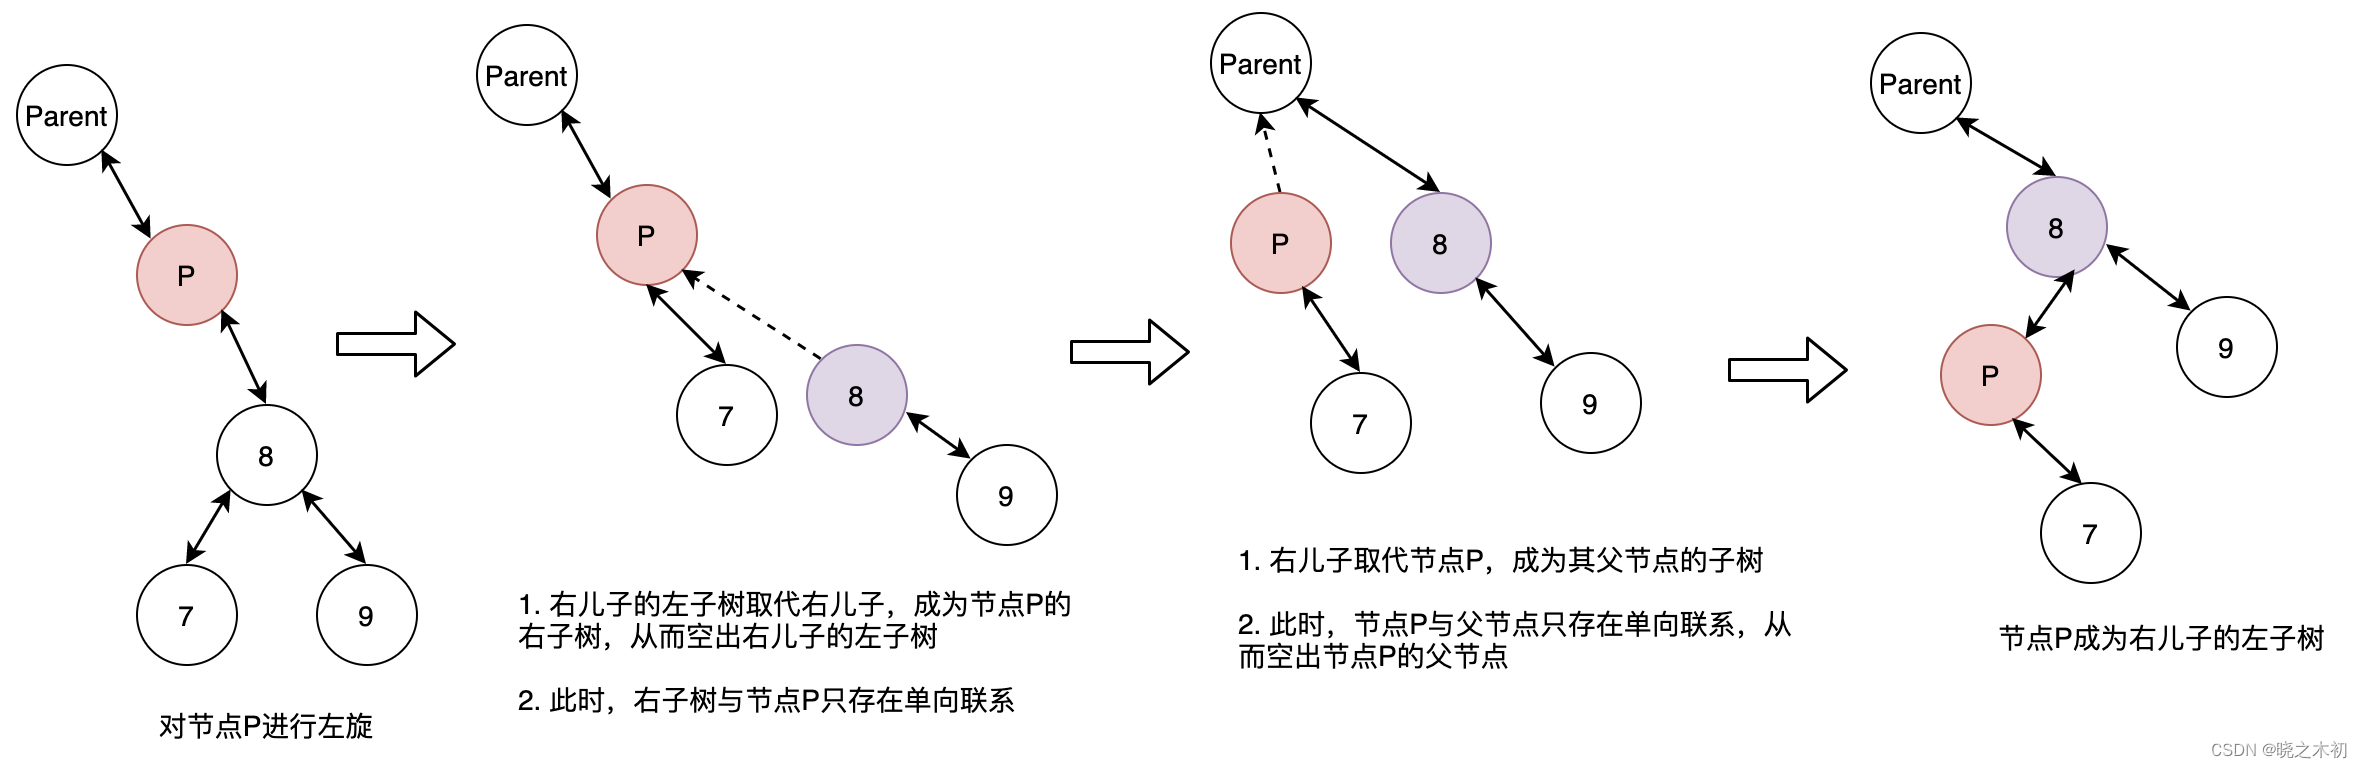 Parent
P
8
7
9
对节点P进行左旋
Parent
P
7
8
9
1. 右儿子的左子树取代右儿子，成为节点P的
右子树，从而空出右儿子的左子树
2. 此时，右子树与节点P只存在单向联系
Parent
P
8
7
9
1. 右儿子取代节点P，成为其父节点的子树
2. 此时，节点P与父节点只存在单向联系，从
而空出节点P的父节点
Parent
8
P
9
7
节点P成为右儿子的左子树
CSDN @晓之木初